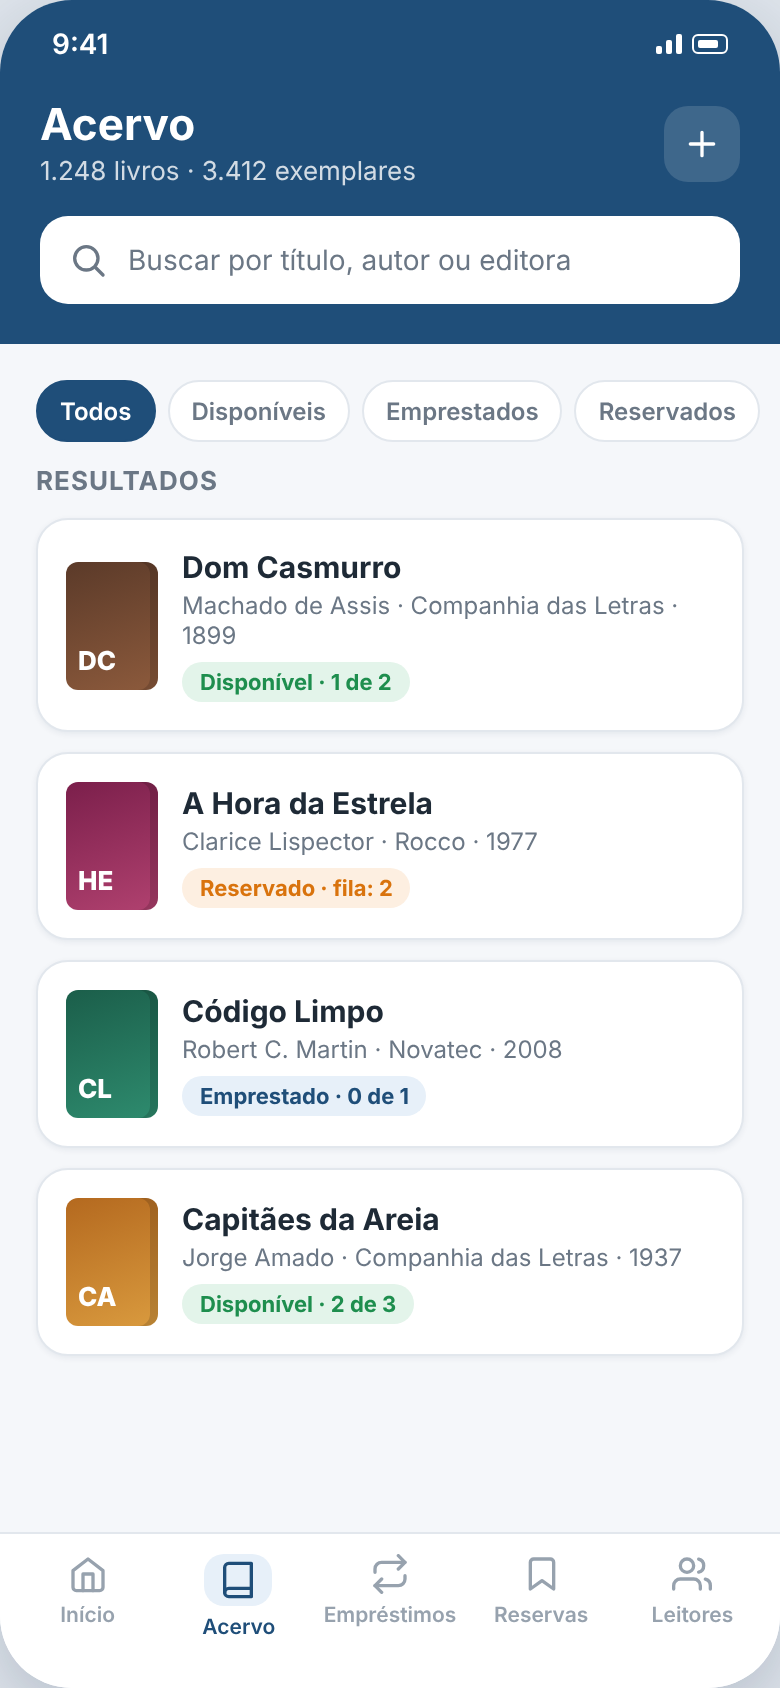 9:41
Acervo
1.248 livros · 3.412 exemplares
Buscar por título, autor ou editora
Todos
Disponíveis
Emprestados
Reservados
RESULTADOS
DC
Dom Casmurro
Machado de Assis · Companhia das Letras ·
1899
Disponível · 1 de 2
HE
A Hora da Estrela
Clarice Lispector · Rocco · 1977
Reservado · fila: 2
CL
Código Limpo
Robert C. Martin · Novatec · 2008
Emprestado · 0 de 1
CA
Capitães da Areia
Jorge Amado · Companhia das Letras · 1937
Disponível · 2 de 3
Início
Acervo
Empréstimos
Reservas
Leitores